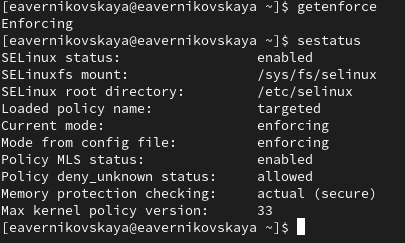 [eavernikovskaya@eavernikovskaya ~]$ getenforce
Enforcing
[eavernikovskaya@eavernikovskaya ~]$ sestatus
SELinux status:                 enabled
SELinuxfs mount:                /sys/fs/selinux
SELinux root directory:         /etc/selinux
Loaded policy name:             targeted
Current mode:                   enforcing
Mode from config file:          enforcing
Policy MLS status:              enabled
Policy deny_unknown status:     allowed
Memory protection checking:     actual (secure)
Max kernel policy version:      33
[eavernikovskaya@eavernikovskaya ~]$